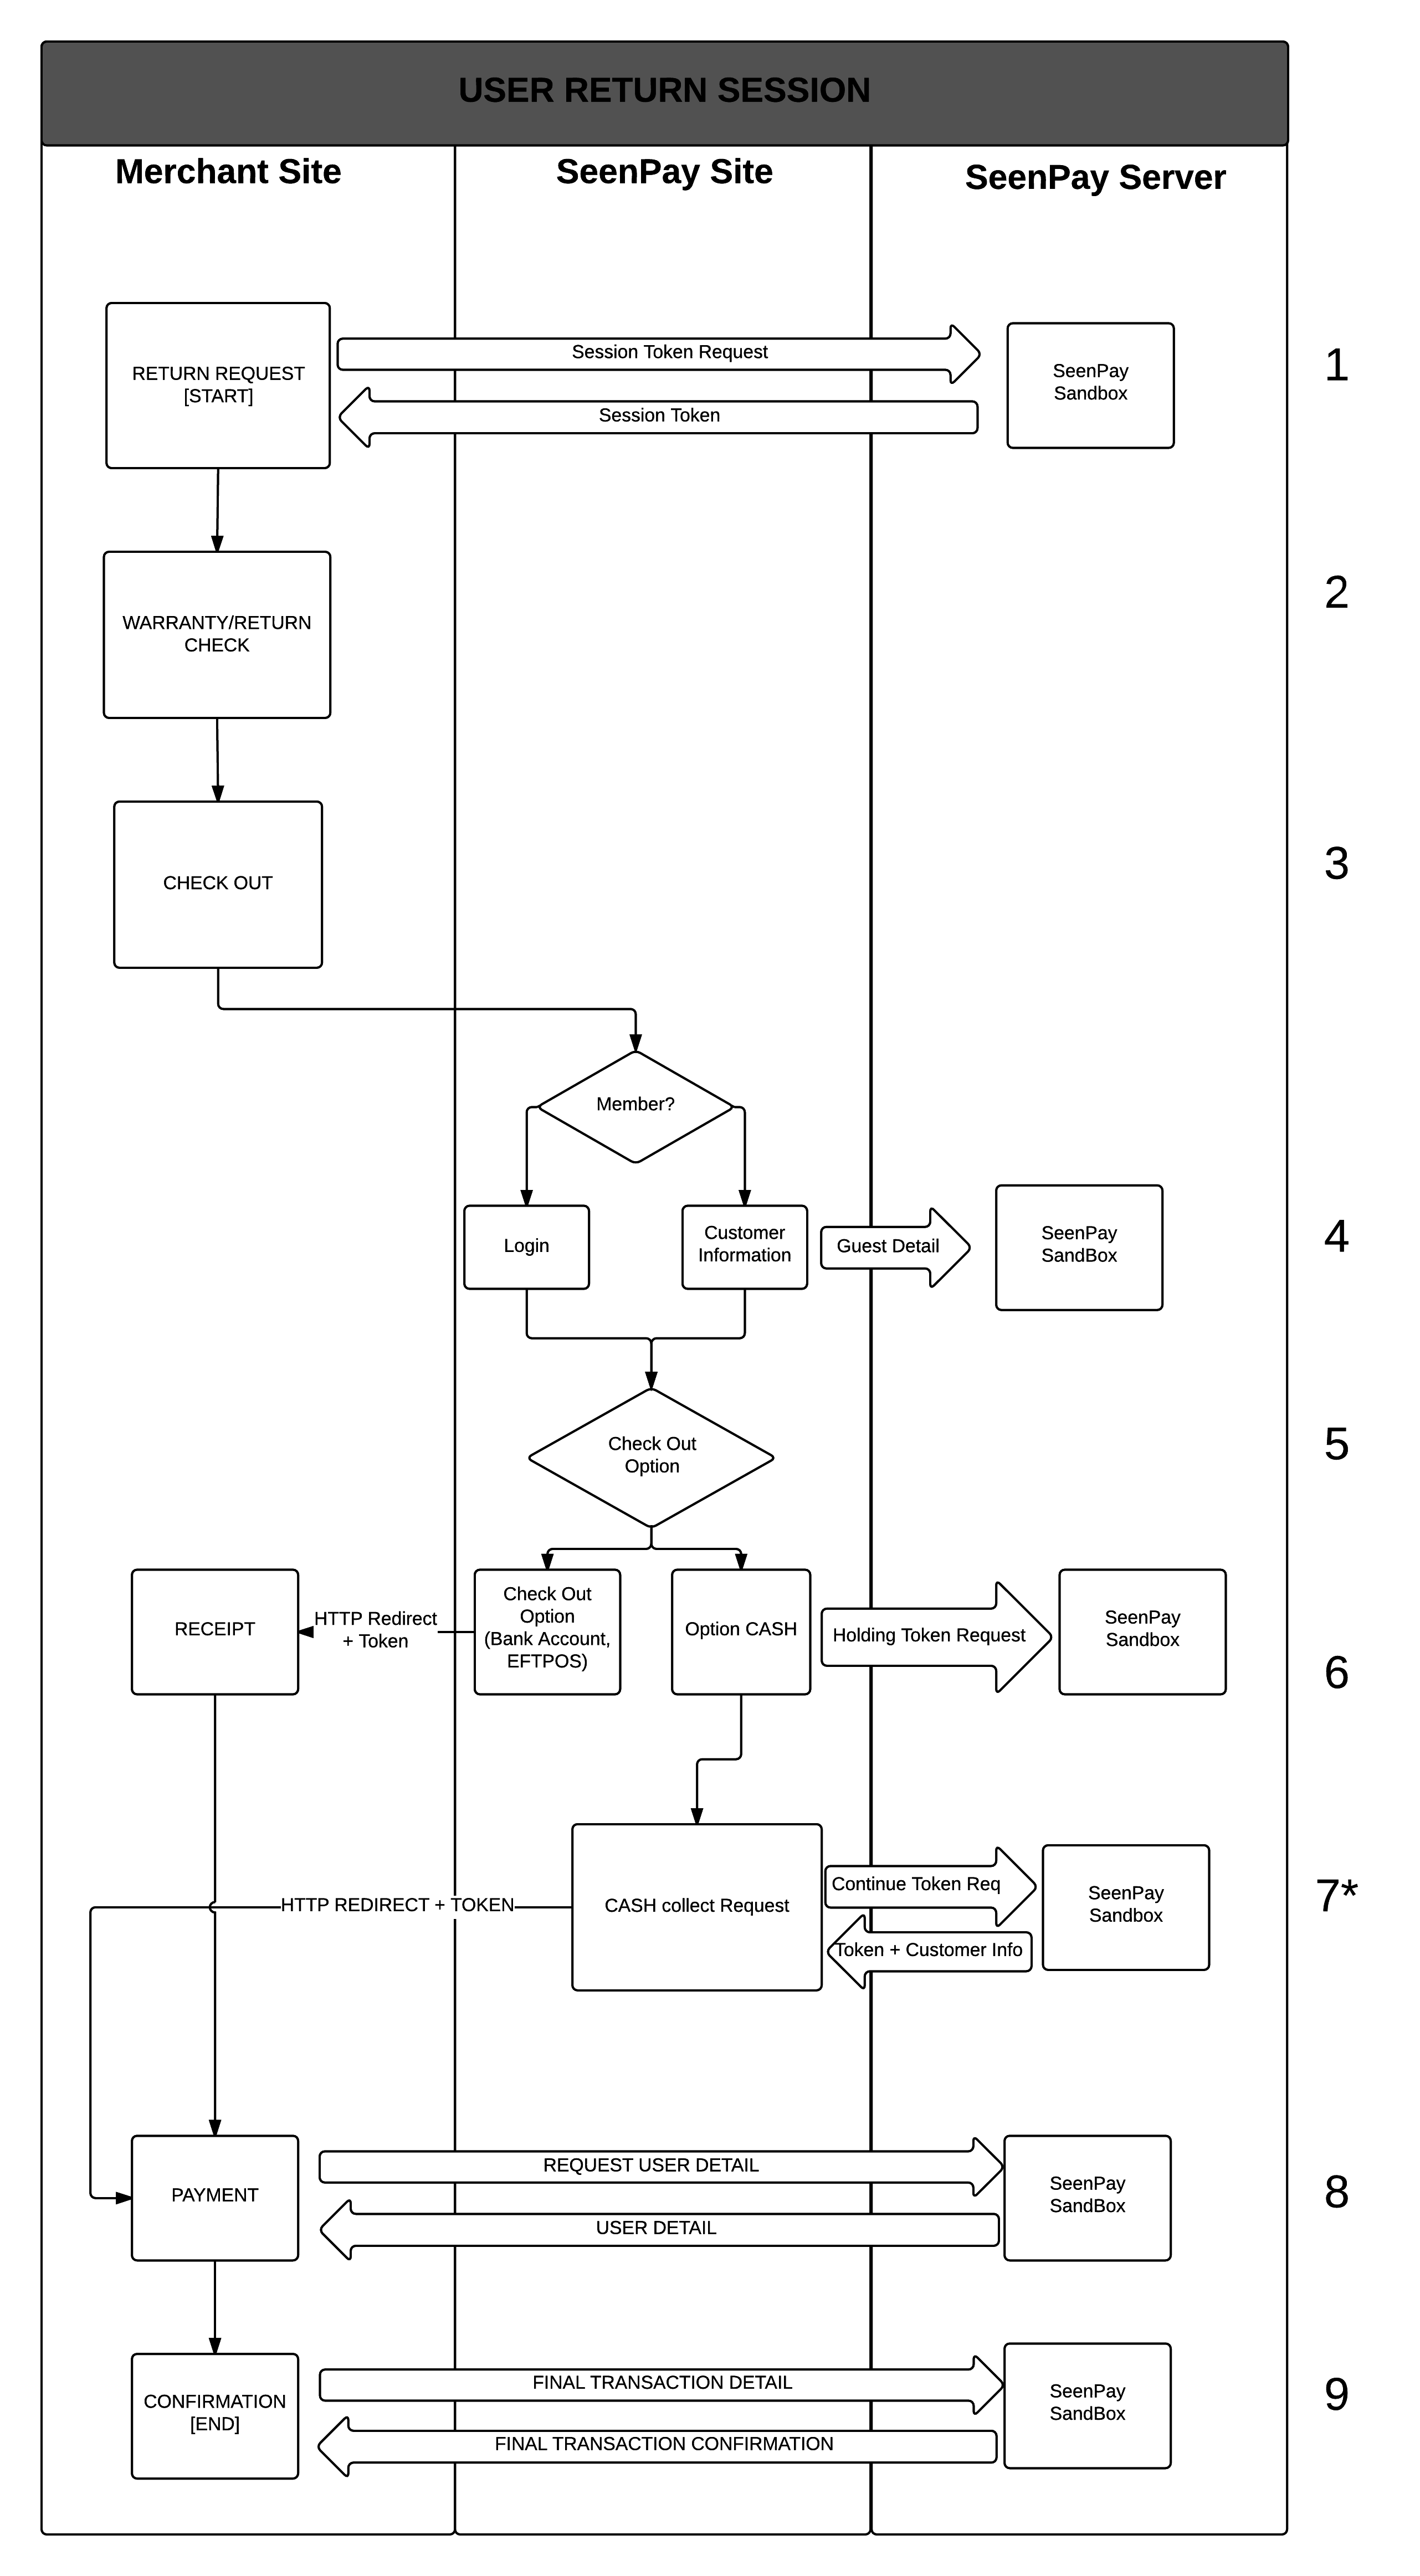 USER RETURN SESSION
Merchant Site
SeenPay Site
SeenPay Server
RETURN REQUEST
[START]
Session Token Request
Session Token
SeenPay
Sandbox
1
WARRANTY/RETURN
CHECK
2
CHECK OUT
3
Member?
Login
Customer
Information
Guest Detail
SeenPay
SandBox
4
Check Out
Option
5
RECEIPT
HTTP Redirect
+ Token
Check Out
Option
(Bank Account,
EFTPOS)
Option CASH
Holding Token Request
SeenPay
Sandbox
6
HTTP REDIRECT + TOKEN
CASH collect Request
Continue Token Req
Token + Customer Info
SeenPay
Sandbox
7*
PAYMENT
REQUEST USER DETAIL
USER DETAIL
SeenPay
SandBox
8
CONFIRMATION
[END]
FINAL TRANSACTION DETAIL
FINAL TRANSACTION CONFIRMATION
SeenPay
SandBox
9